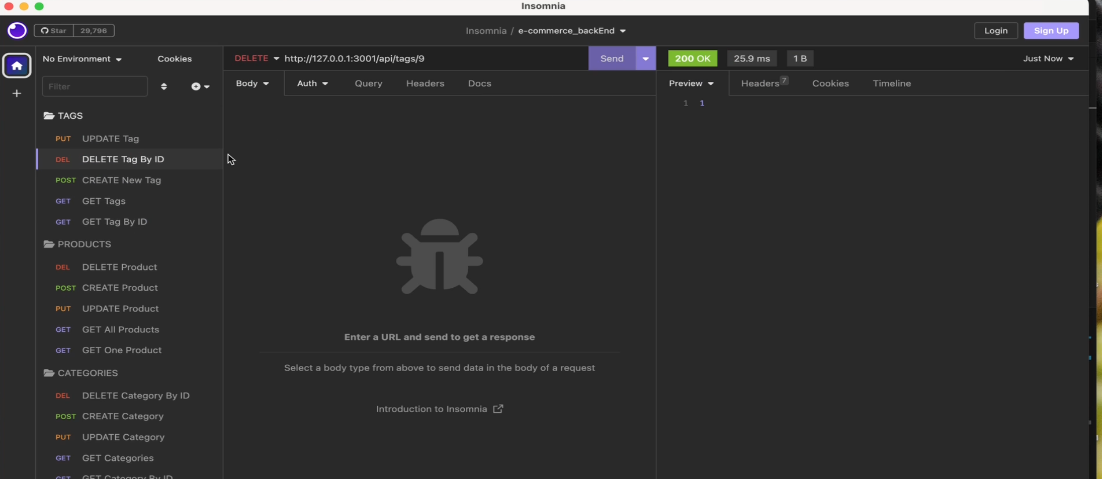 Insomnia
Star 29,796
Insomnia / e-commerce_backEnd
Login
Sign Up
No Environment
Cookies
DELETE http://127.0.0.1:3001/api/tags/9
Send
200 OK
25.9 ms
1 B
Just Now
Filter
Body
Auth
Query
Headers
Docs
Preview
Headers 7
Cookies
Timeline
1 1
TAGS
PUT UPDATE Tag
DEL DELETE Tag By ID
POST CREATE New Tag
GET GET Tags
GET GET Tag By ID
PRODUCTS
DEL DELETE Product
POST CREATE Product
PUT UPDATE Product
GET GET All Products
GET GET One Product
CATEGORIES
DEL DELETE Category By ID
POST CREATE Category
PUT UPDATE Category
GET GET Categories
GET GET Category By ID
Enter a URL and send to get a response
Select a body type from above to send data in the body of a request
Introduction to Insomnia